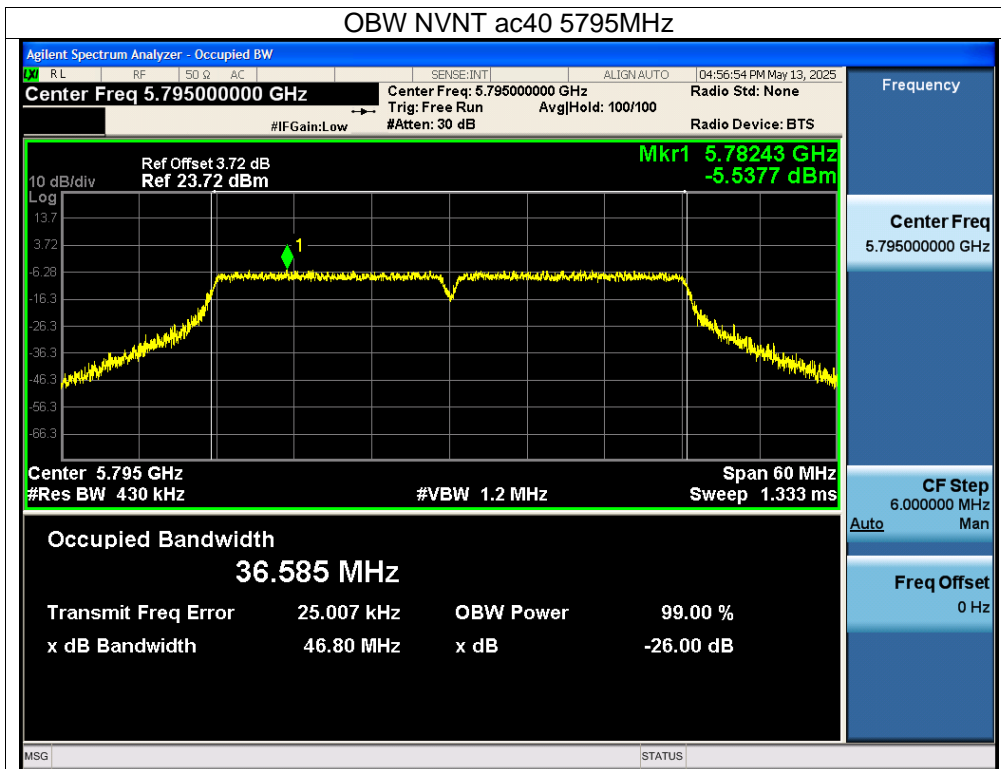 OBW NVNT ac40 5795MHz
Agilent Spectrum Analyzer - Occupied BW
LXI RL RF 50 Ω AC SENSE:INT ALIGN AUTO 04:56:54 PM May 13, 2025
Center Freq 5.795000000 GHz
Center Freq: 5.795000000 GHz
Radio Std: None
Trig: Free Run Avg|Hold: 100/100
#IFGain:Low
#Atten: 30 dB
Radio Device: BTS
Frequency
Ref Offset 3.72 dB
Mkr1 5.78243 GHz
10 dB/div Ref 23.72 dBm
-5.5377 dBm
Log
13.7
3.72
-6.28
-16.3
-26.3
-36.3
-46.3
-56.3
-66.3
1
Center 5.795 GHz Span 60 MHz
#Res BW 430 kHz #VBW 1.2 MHz Sweep 1.333 ms
Center Freq
5.795000000 GHz
CF Step
6.000000 MHz
Auto Man
Freq Offset
0 Hz
Occupied Bandwidth
36.585 MHz
Transmit Freq Error 25.007 kHz OBW Power 99.00 %
x dB Bandwidth 46.80 MHz x dB -26.00 dB
MSG STATUS